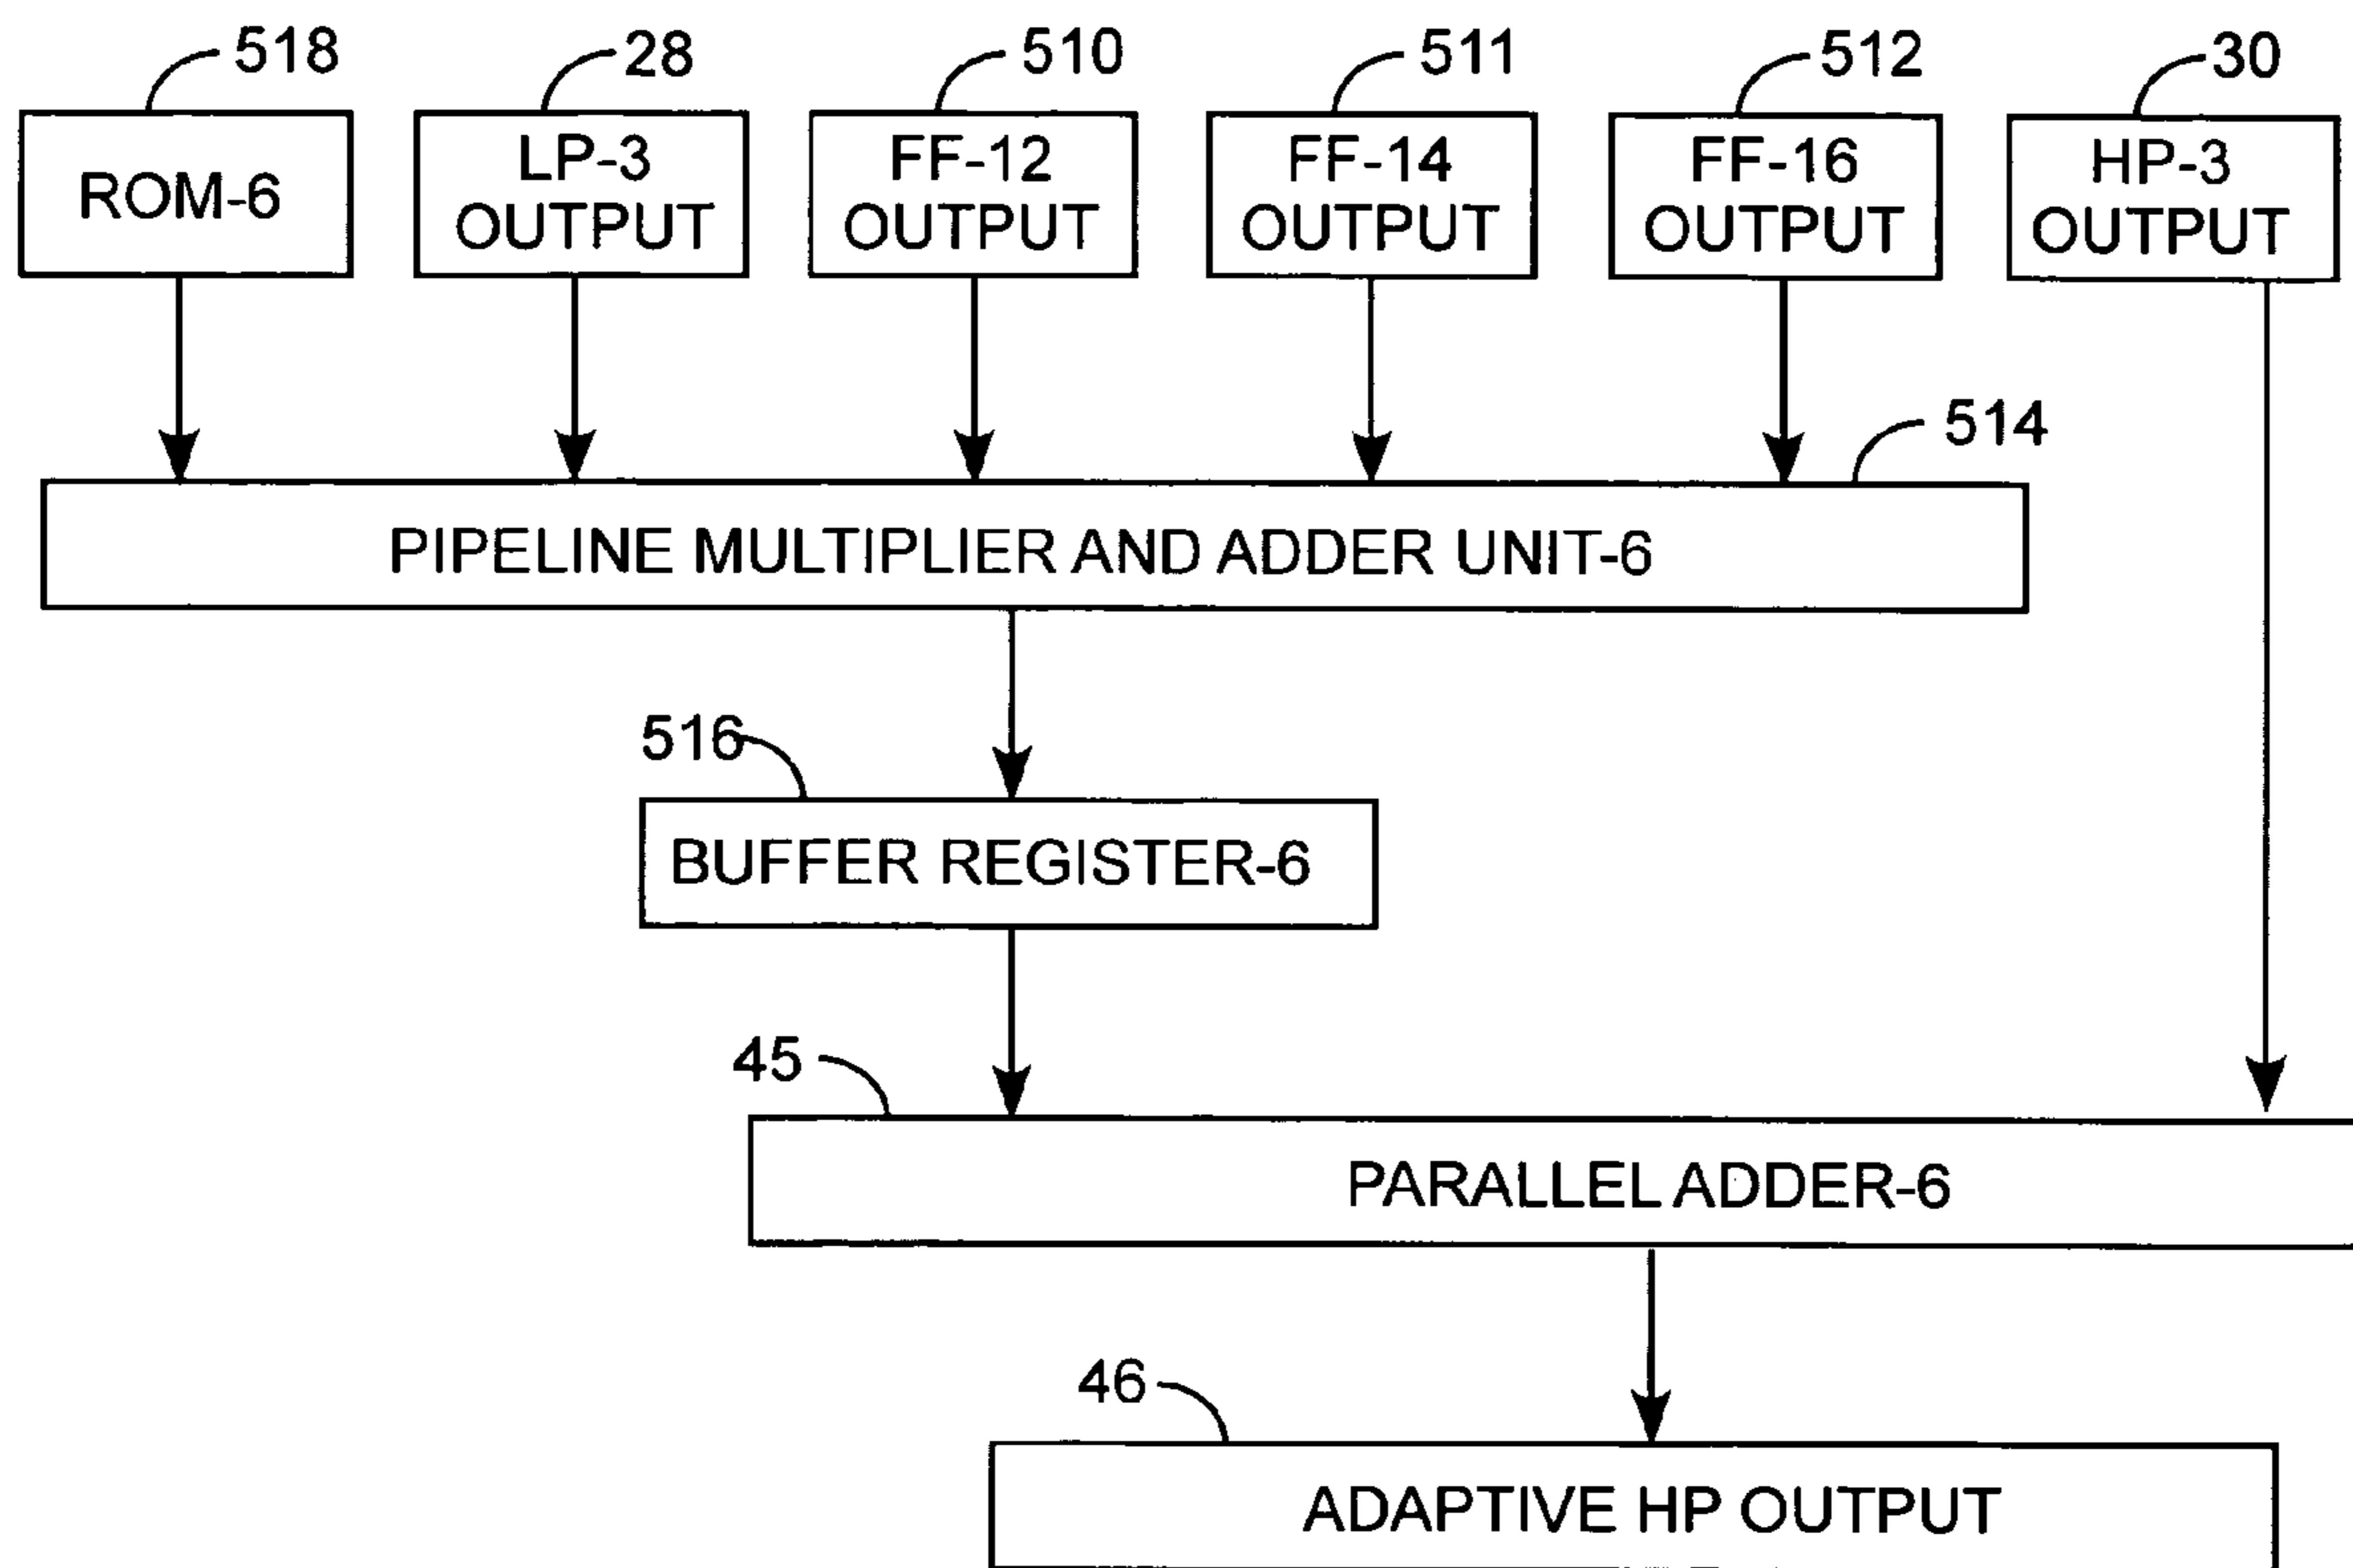 518
28
510
511
512
30
ROM-6
LP-3
OUTPUT
FF-12
OUTPUT
FF-14
OUTPUT
FF-16
OUTPUT
HP-3
OUTPUT
514
PIPELINE MULTIPLIER AND ADDER UNIT-6
516
BUFFER REGISTER-6
45
PARALLEL ADDER-6
46
ADAPTIVE HP OUTPUT